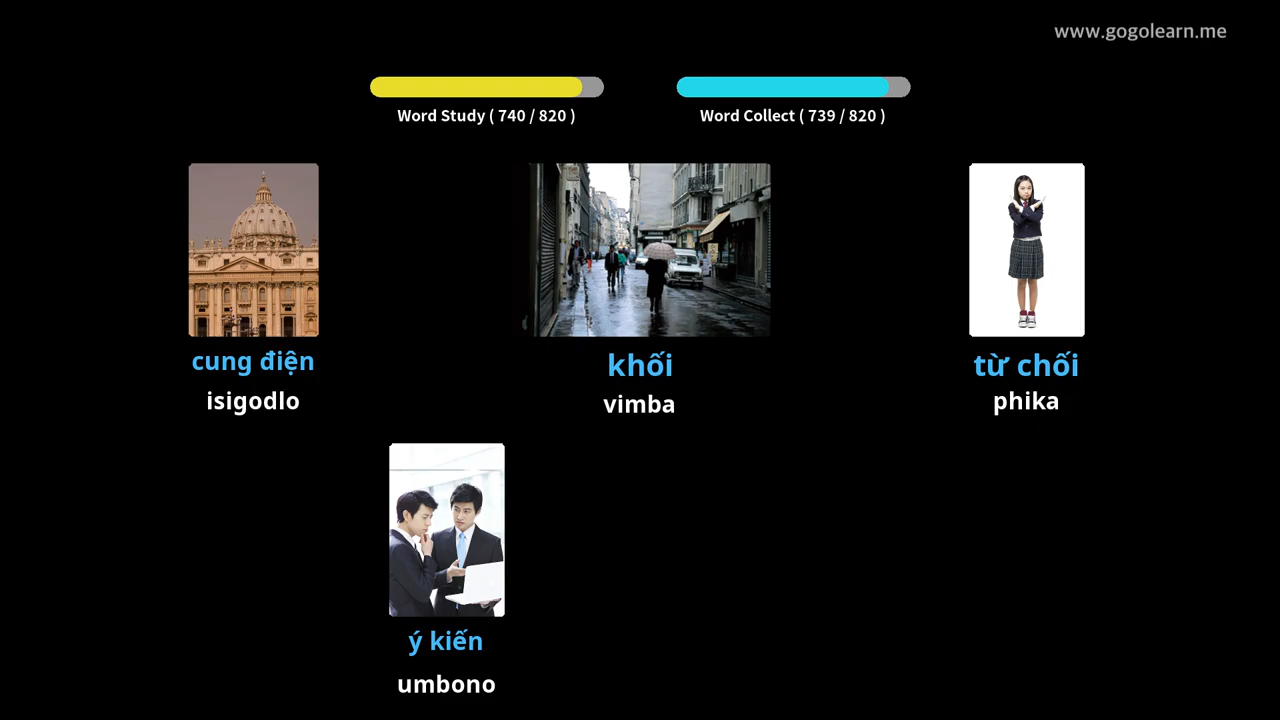 www.gogolearn.me
Word Study ( 740 / 820 )
Word Collect ( 739 / 820 )
cung điện
isigodlo
khối
vimba
từ chối
phika
ý kiến
umbono